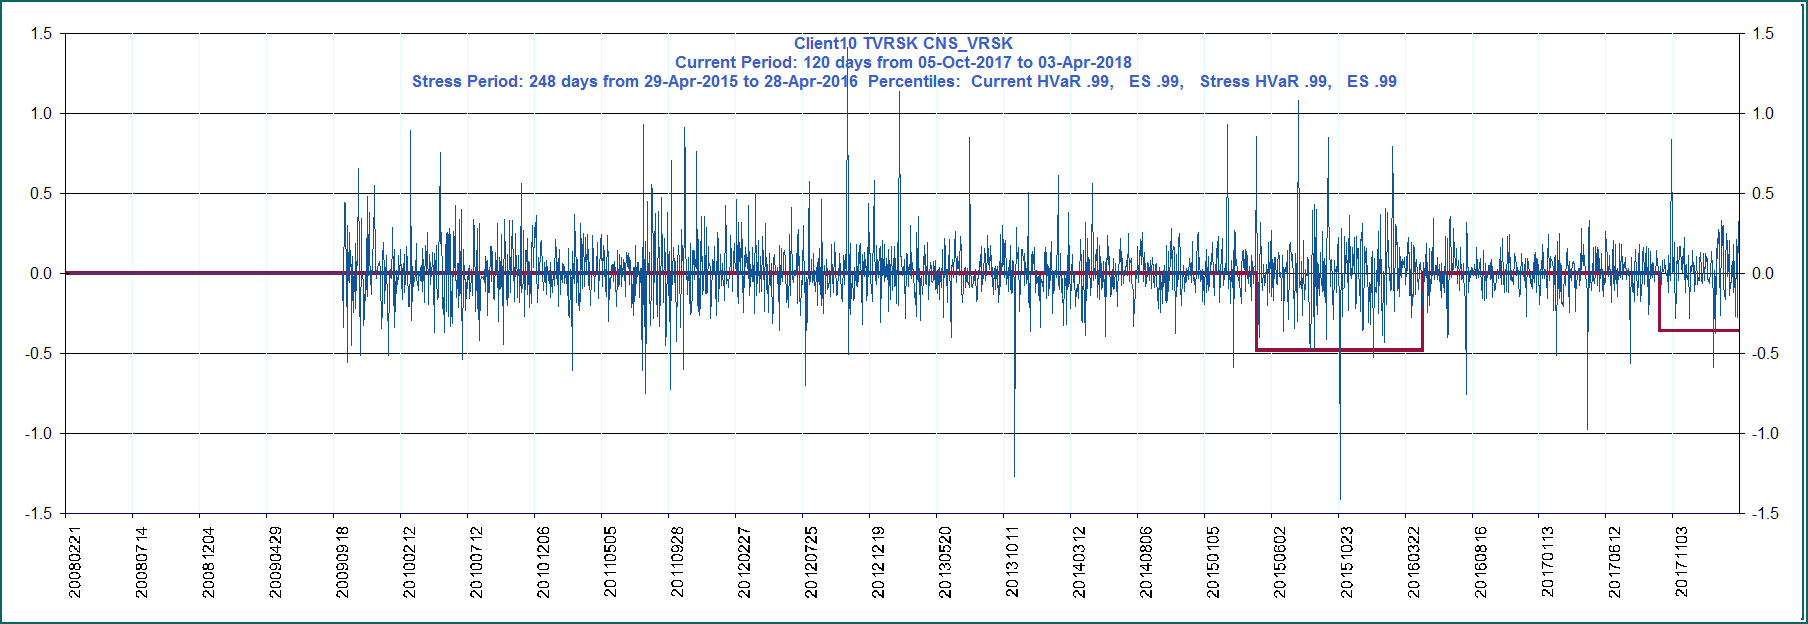 Client10 TVRSK CNS_VRSK
Current Period: 120 days from 05-Oct-2017 to 03-Apr-2018
Stress Period: 248 days from 29-Apr-2015 to 28-Apr-2016 Percentiles: Current HVaR .99, ES .99, Stress HVaR .99, ES .99
1.5 1.5
1.0 1.0
0.5 0.5
0.0 0.0
-0.5 -0.5
-1.0 -1.0
-1.5 -1.5
20080221 20080714 20081204 20090429 20090918 20100212 20100712 20101206 20110505 20110928 20120227 20120725 20121219 20130520 20131011 20140312 20140806 20150105 20150602 20151023 20160322 20160816 20170113 20170612 20171103